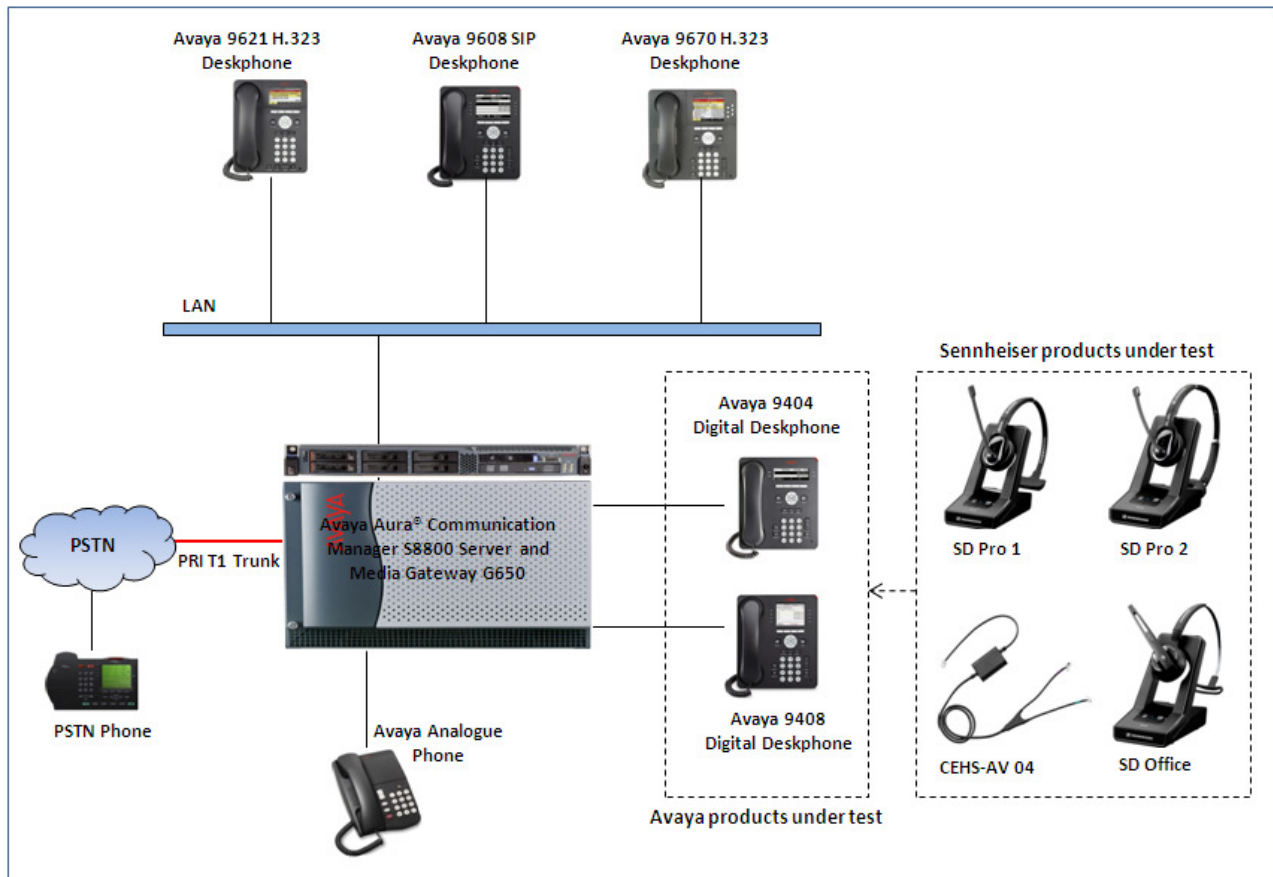 Avaya 9621 H.323
Deskphone
Avaya 9608 SIP
Deskphone
Avaya 9670 H.323
Deskphone
LAN
Sennheiser products under test
Avaya 9404
Digital Deskphone
SD Pro 1
SD Pro 2
AVAYA
Avaya Aura® Communication
Manager S8800 Server and
Media Gateway G650
PSTN
PRI T1 Trunk
PSTN Phone
Avaya Analogue
Phone
Avaya 9408
Digital Deskphone
CEHS-AV 04
SD Office
Avaya products under test